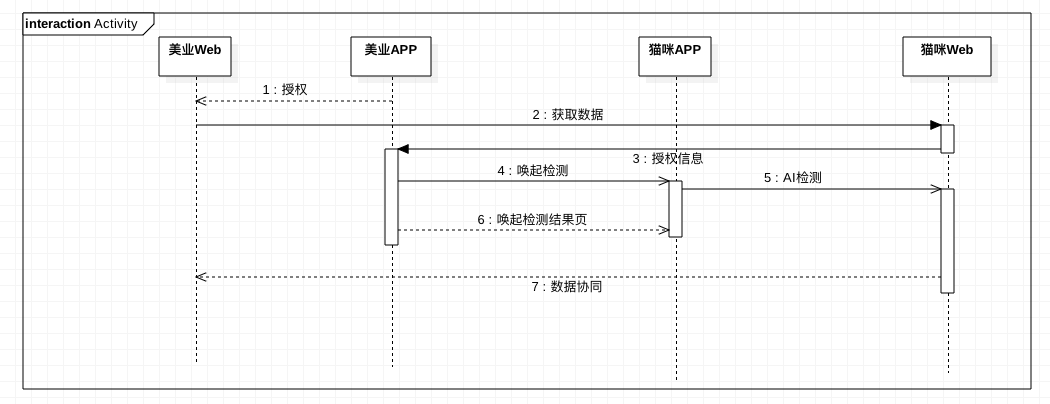 interaction Activity
美业Web
美业APP
猫咪APP
猫咪Web
1 : 授权
2 : 获取数据
3 : 授权信息
4 : 唤起检测
5 : AI检测
6 : 唤起检测结果页
7 : 数据协同